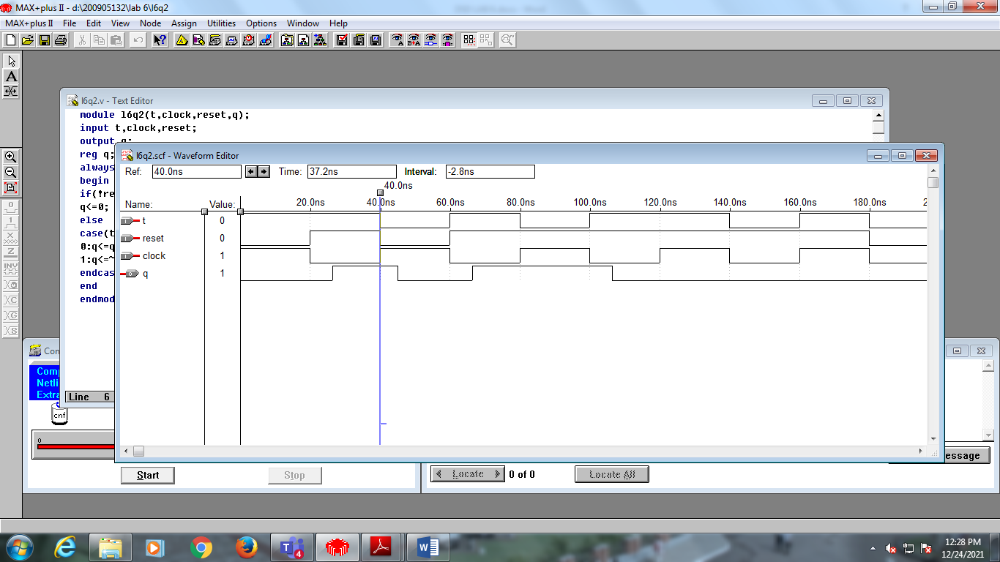 MAX+plus II - d:\200905132\lab 6\l6q2
MAX+plus II File Edit View Node Assign Utilities Options Window Help
l6q2.v - Text Editor
module l6q2(t,clock,reset,q);
input t,clock,reset;
output q;
reg q;
always
begin
if(!re
q<=0;
else
case(t
0:q<=q
1:q<=~
endcas
end
endmod
Line 6
l6q2.scf - Waveform Editor
Ref: 40.0ns Time: 37.2ns Interval: -2.8ns
40.0ns
Name: Value: 20.0ns 40.0ns 60.0ns 80.0ns 100.0ns 120.0ns 140.0ns 160.0ns 180.0ns 2
t 0
reset 0
clock 1
q 1
Com
Comp
Netli
Extra
cnf
0
Start Stop
Locate 0 of 0 Locate All
essage
12:28 PM
12/24/2021